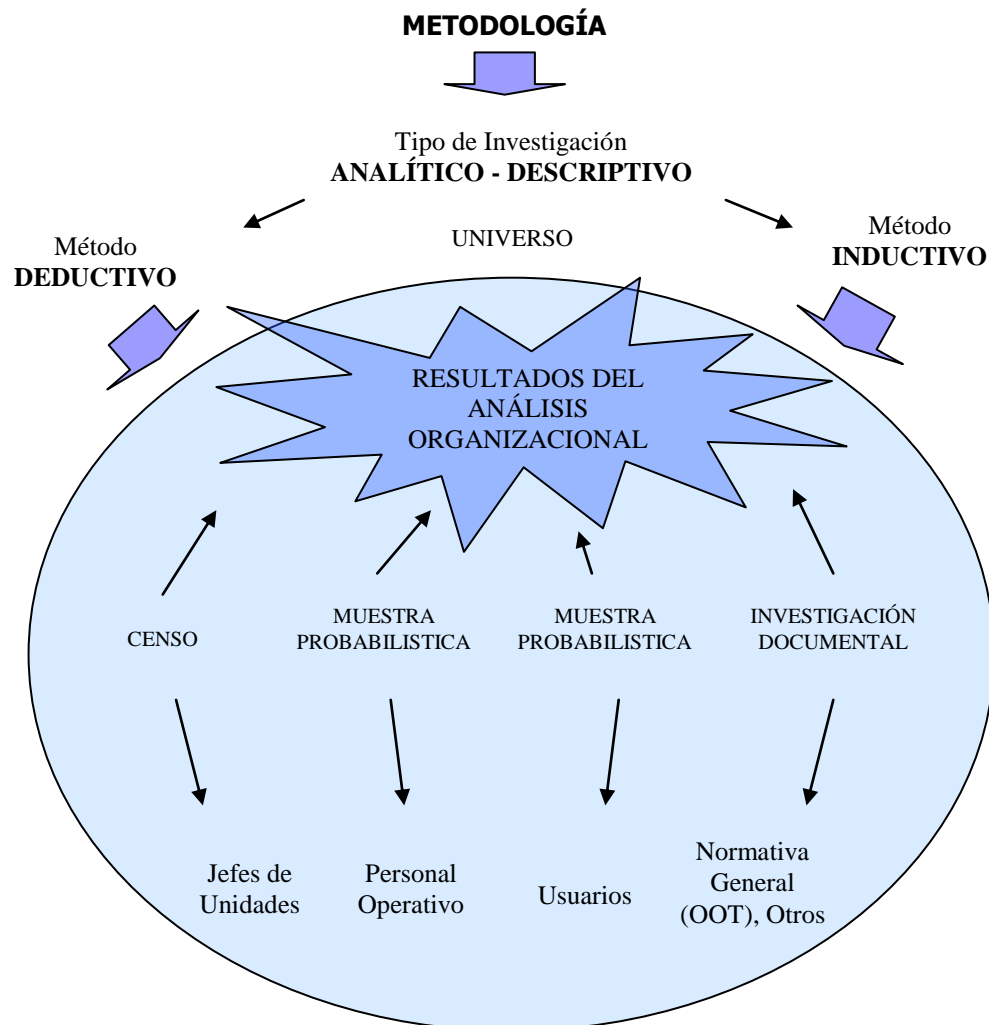 METODOLOGÍA
Tipo de Investigación
ANALÍTICO - DESCRIPTIVO
UNIVERSO
Método
DEDUCTIVO
Método
INDUCTIVO
RESULTADOS DEL
ANÁLISIS
ORGANIZACIONAL
CENSO
MUESTRA
PROBABILISTICA
MUESTRA
PROBABILISTICA
INVESTIGACIÓN
DOCUMENTAL
Jefes de
Unidades
Personal
Operativo
Usuarios
Normativa
General
(OOT), Otros